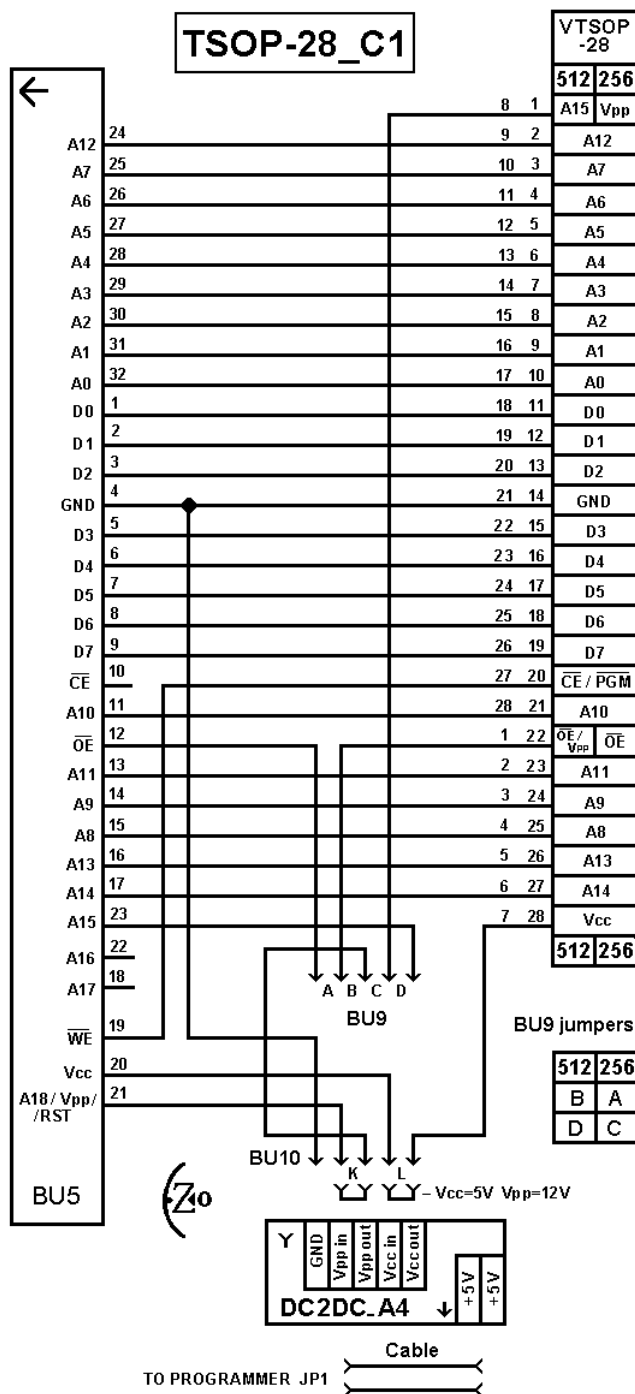 TSOP-28_C1
VTSOP
-28
512 256
8 1 A15 Vpp
A12 24 9 2 A12
A7 25 10 3 A7
A6 26 11 4 A6
A5 27 12 5 A5
A4 28 13 6 A4
A3 29 14 7 A3
A2 30 15 8 A2
A1 31 16 9 A1
A0 32 17 10 A0
D0 1 18 11 D0
D1 2 19 12 D1
D2 3 20 13 D2
GND 4 21 14 GND
D3 5 22 15 D3
D4 6 23 16 D4
D5 7 24 17 D5
D6 8 25 18 D6
D7 9 26 19 D7
CE 10 27 20 CE / PGM
A10 11 28 21 A10
OE 12 1 22 OE / VPP OE
A11 13 2 23 A11
A9 14 3 24 A9
A8 15 4 25 A8
A13 16 5 26 A13
A14 17 6 27 A14
A15 23 7 28 Vcc
A16 22 512 256
A17 18
A B C D
BU9
WE 19
BU9 jumpers
Vcc 20
512 256
A18 / Vpp / 21
/RST
B A
D C
BU10
K L
BU5
Zo
– Vcc=5V Vpp=12V
Y GND Vpp in Vpp out Vcc in Vcc out
DC2DC_A4 +5V +5V
Cable
TO PROGRAMMER JP1